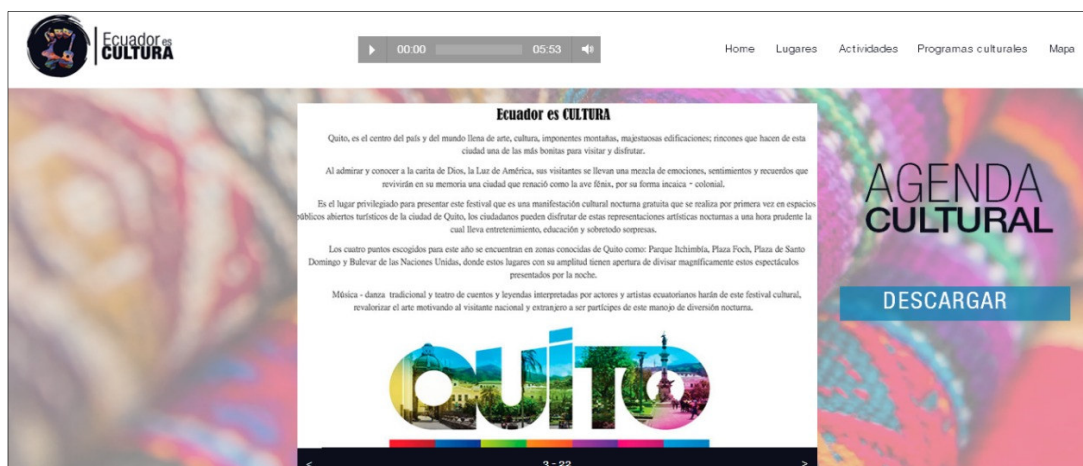 Ecuador es
CULTURA
00:00
05:53
Home Lugares Actividades Programas culturales Mapa
Ecuador es CULTURA
Quito, es el centro del país y del mundo llena de arte, cultura, imponentes montañas, majestuosas edificaciones; rincones que hacen de esta
ciudad una de las más bonitas para visitar y disfrutar.
Al admirar y conocer a la carita de Dios, la Luz de América, sus visitantes se llevan una mezcla de emociones, sentimientos y recuerdos que
revivirán en su memoria una ciudad que renació como la ave fénix, por su forma incaica - colonial.
Es el lugar privilegiado para presentar este festival que es una manifestación cultural nocturna gratuita que se realiza por primera vez en espacios
públicos abiertos turísticos de la ciudad de Quito, los ciudadanos pueden disfrutar de estas representaciones artísticas nocturnas a una hora prudente la
cual lleva entretenimiento, educación y sobretodo sorpresas.
Los cuatro puntos escogidos para este año se encuentran en zonas conocidas de Quito como: Parque Itchimbía, Plaza Foch, Plaza de Santo
Domingo y Bulevar de las Naciones Unidas, donde estos lugares con su amplitud tienen apertura de divisar magníficamente estos espectáculos
presentados por la noche.
Música - danza tradicional y teatro de cuentos y leyendas interpretadas por actores y artistas ecuatorianos harán de este festival cultural,
revalorizar el arte motivando al visitante nacional y extranjero a ser partícipes de este manojo de diversión nocturna.
QUITO
< 3 - 22 >
AGENDA
CULTURAL
DESCARGAR